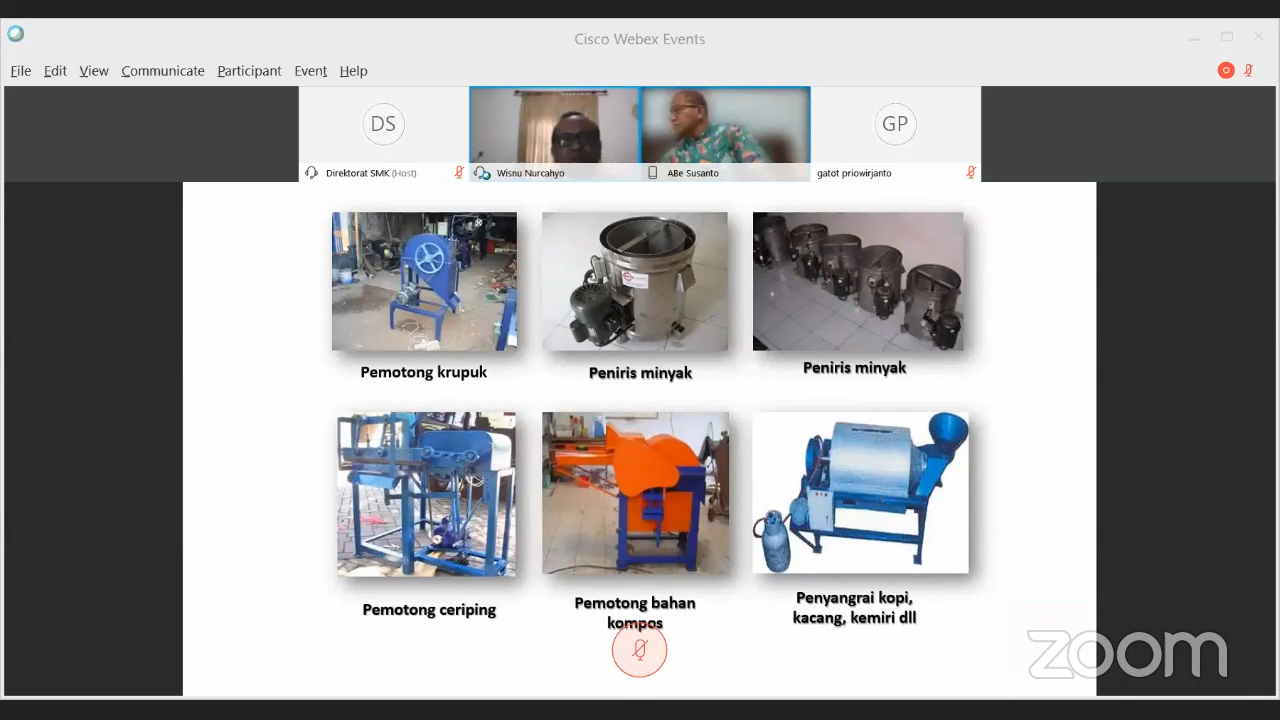 Cisco Webex Events
File Edit View Communicate Participant Event Help
DS
GP
Direktorat SMK (Host)
Wisnu Nurcahyo
ABe Susanto
gatot priowirjanto
Pemotong krupuk
Peniris minyak
Peniris minyak
Pemotong ceriping
Pemotong bahan
kompos
Penyangrai kopi,
kacang, kemiri dll
zoom